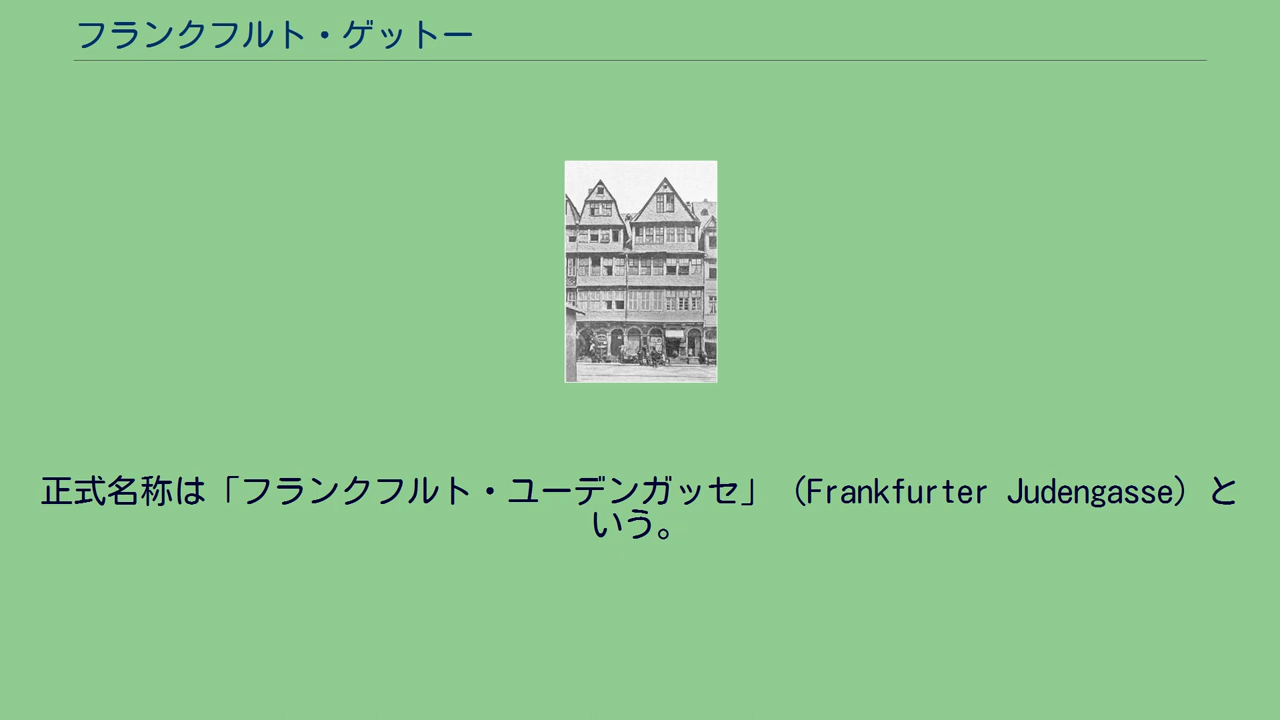 フランクフルト・ゲットー
正式名称は「フランクフルト・ユーデンガッセ」（Frankfurter Judengasse）と
いう。